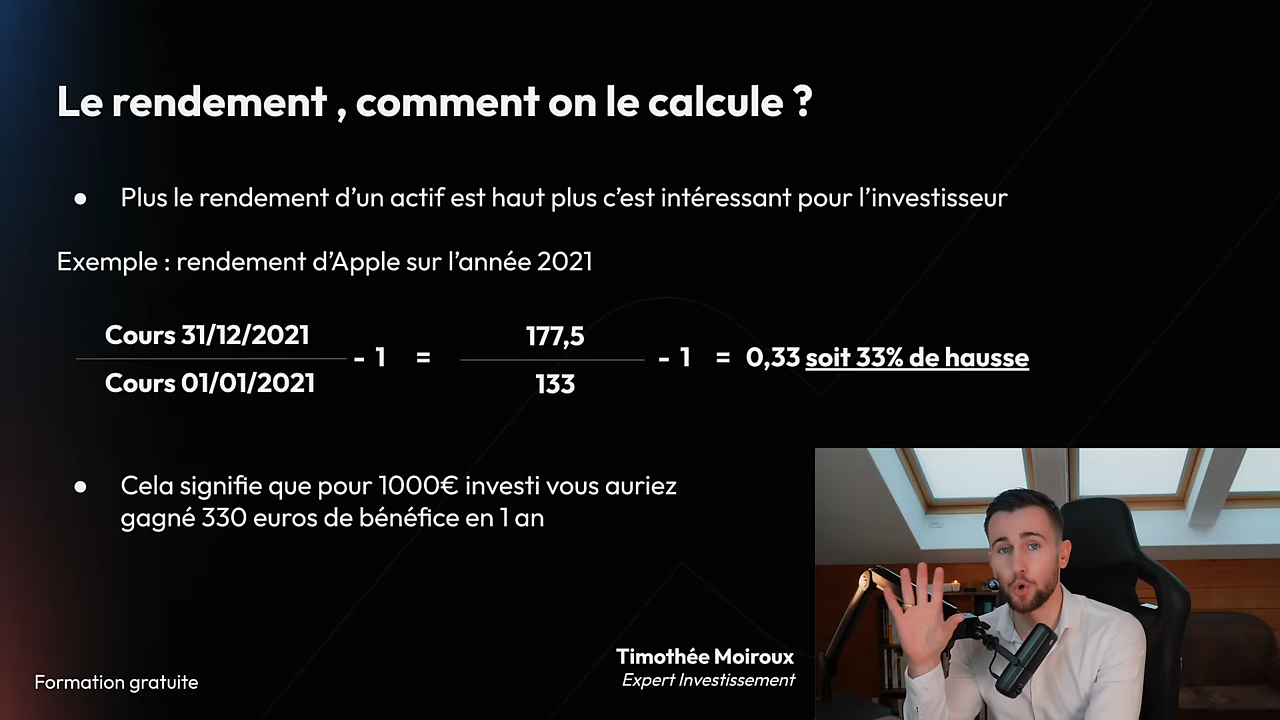 Le rendement , comment on le calcule ?
● Plus le rendement d’un actif est haut plus c’est intéressant pour l’investisseur
Exemple : rendement d’Apple sur l’année 2021
Cours 31/12/2021
Cours 01/01/2021
- 1 =
177,5
133
- 1 = 0,33 soit 33% de hausse
● Cela signifie que pour 1000€ investi vous auriez
gagné 330 euros de bénéfice en 1 an
Timothée Moiroux
Expert Investissement
Formation gratuite